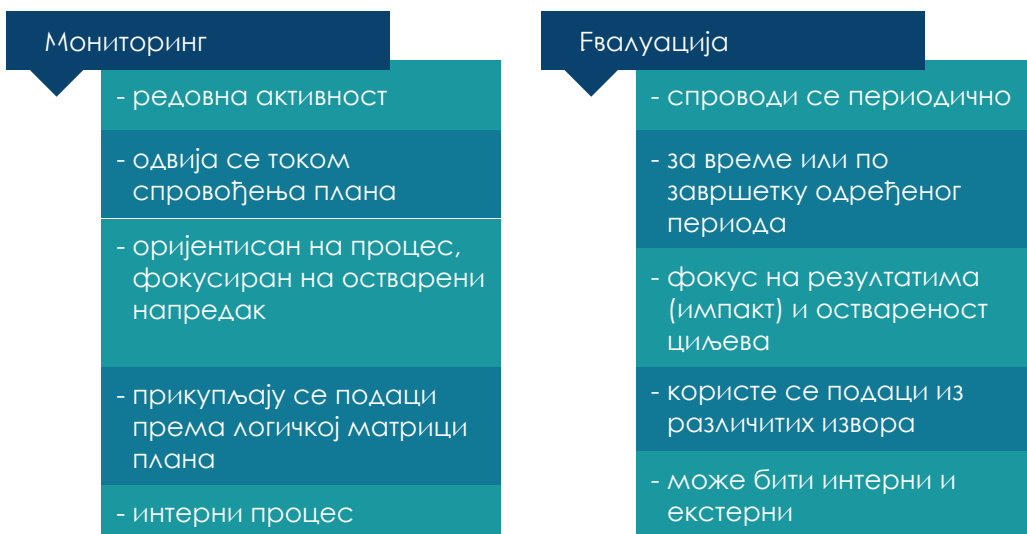 Мониторинг
- редовна активност
- одвија се током
спровођења плана
- оријентисан на процес,
фокусиран на остварени
напредак
- прикупљају се подаци
према логичкој матрици
плана
- интерни процес
Евалуација
- спроводи се периодично
- за време или по
завршетку одређеног
периода
- фокус на резултатима
(импакт) и оствареност
циљева
- користе се подаци из
различитих извора
- може бити интерни и
екстерни